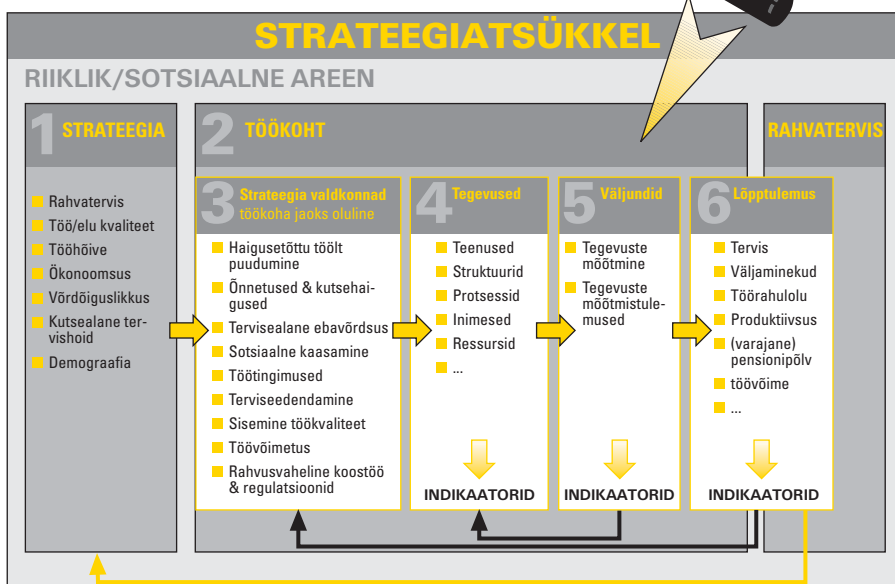 STRATEEGIATSÜKKEL
RIIKLIK/SOTSIAALNE AREEN
1 STRATEEGIA
Rahvatervis
Töö/elu kvaliteet
Tööhõive
Ökonoomsus
Võrdõiguslikkus
Kutsealane ter-
vishoid
Demograafia
2 TÖÖKOHT
3 Strateegia valdkonnad
töökoha jaoks oluline
Haigusetõttu töölt
puudumine
Õnnetused & kutsehai-
gused
Tervisealane ebavõrdsus
Sotsiaalne kaasamine
Töötingimused
Terviseedendamine
Sisemine töökvaliteet
Töövõimetus
Rahvusvaheline koostöö
& regulatsioonid
4 Tegevused
Teenused
Struktuurid
Protsessid
Inimesed
Ressursid
...
INDIKAATORID
5 Väljundid
Tegevuste
mõõtmine
Tegevuste
mõõtmistule-
mused
INDIKAATORID
RAHVATERVIS
6 Lõpptulemus
Tervis
Väljaminekud
Töörahulolu
Produktiivsus
(varajane)
pensionipõlv
töövõime
...
INDIKAATORID